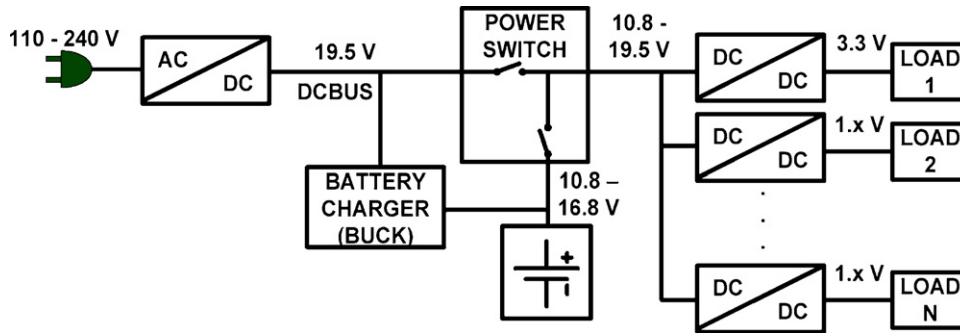 110 - 240 V
AC
DC
19.5 V
DCBUS
POWER
SWITCH
10.8 -
19.5 V
DC
DC
3.3 V
LOAD
1
DC
DC
1.x V
LOAD
2
BATTERY
CHARGER
(BUCK)
10.8 –
16.8 V
+
DC
DC
1.x V
LOAD
N